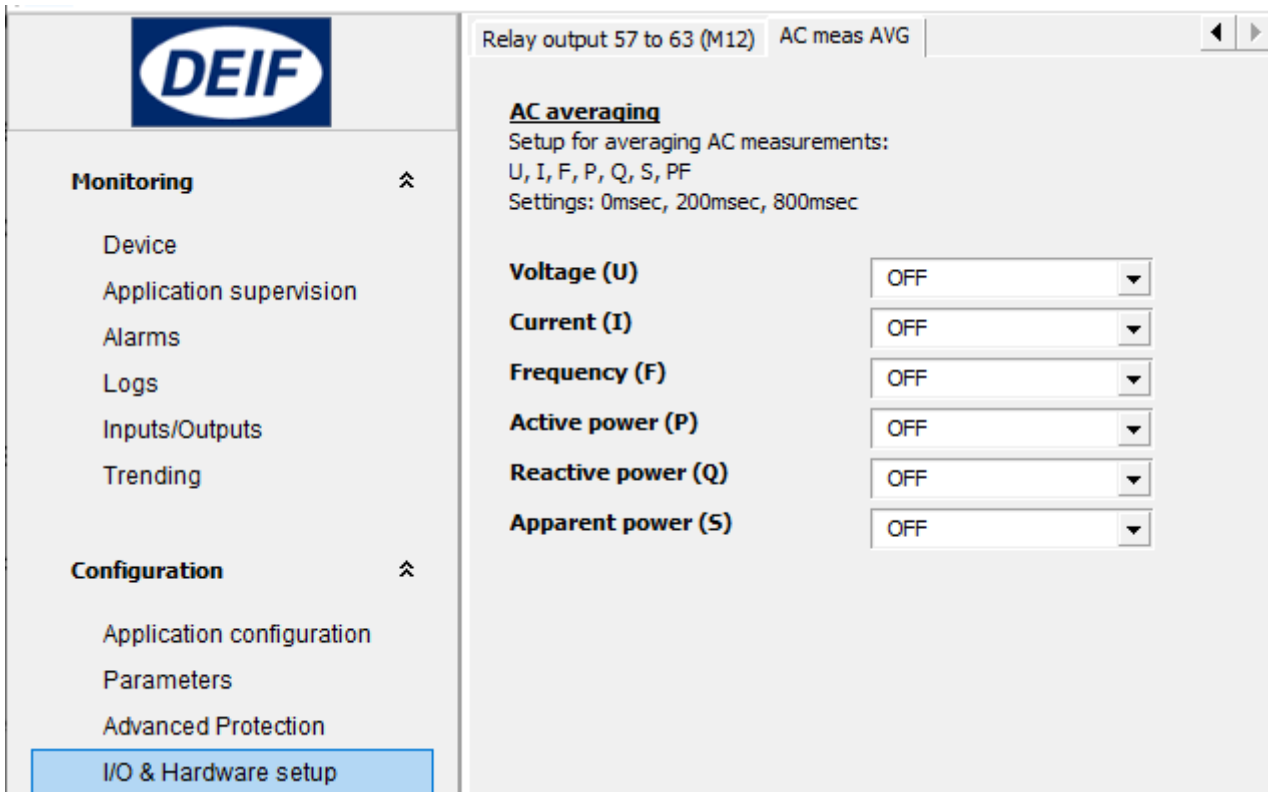 DEIF
Monitoring
Device
Application supervision
Alarms
Logs
Inputs/Outputs
Trending
Configuration
Application configuration
Parameters
Advanced Protection
I/O & Hardware setup
Relay output 57 to 63 (M12)
AC meas AVG
AC averaging
Setup for averaging AC measurements:
U, I, F, P, Q, S, PF
Settings: 0msec, 200msec, 800msec
Voltage (U) OFF
Current (I) OFF
Frequency (F) OFF
Active power (P) OFF
Reactive power (Q) OFF
Apparent power (S) OFF